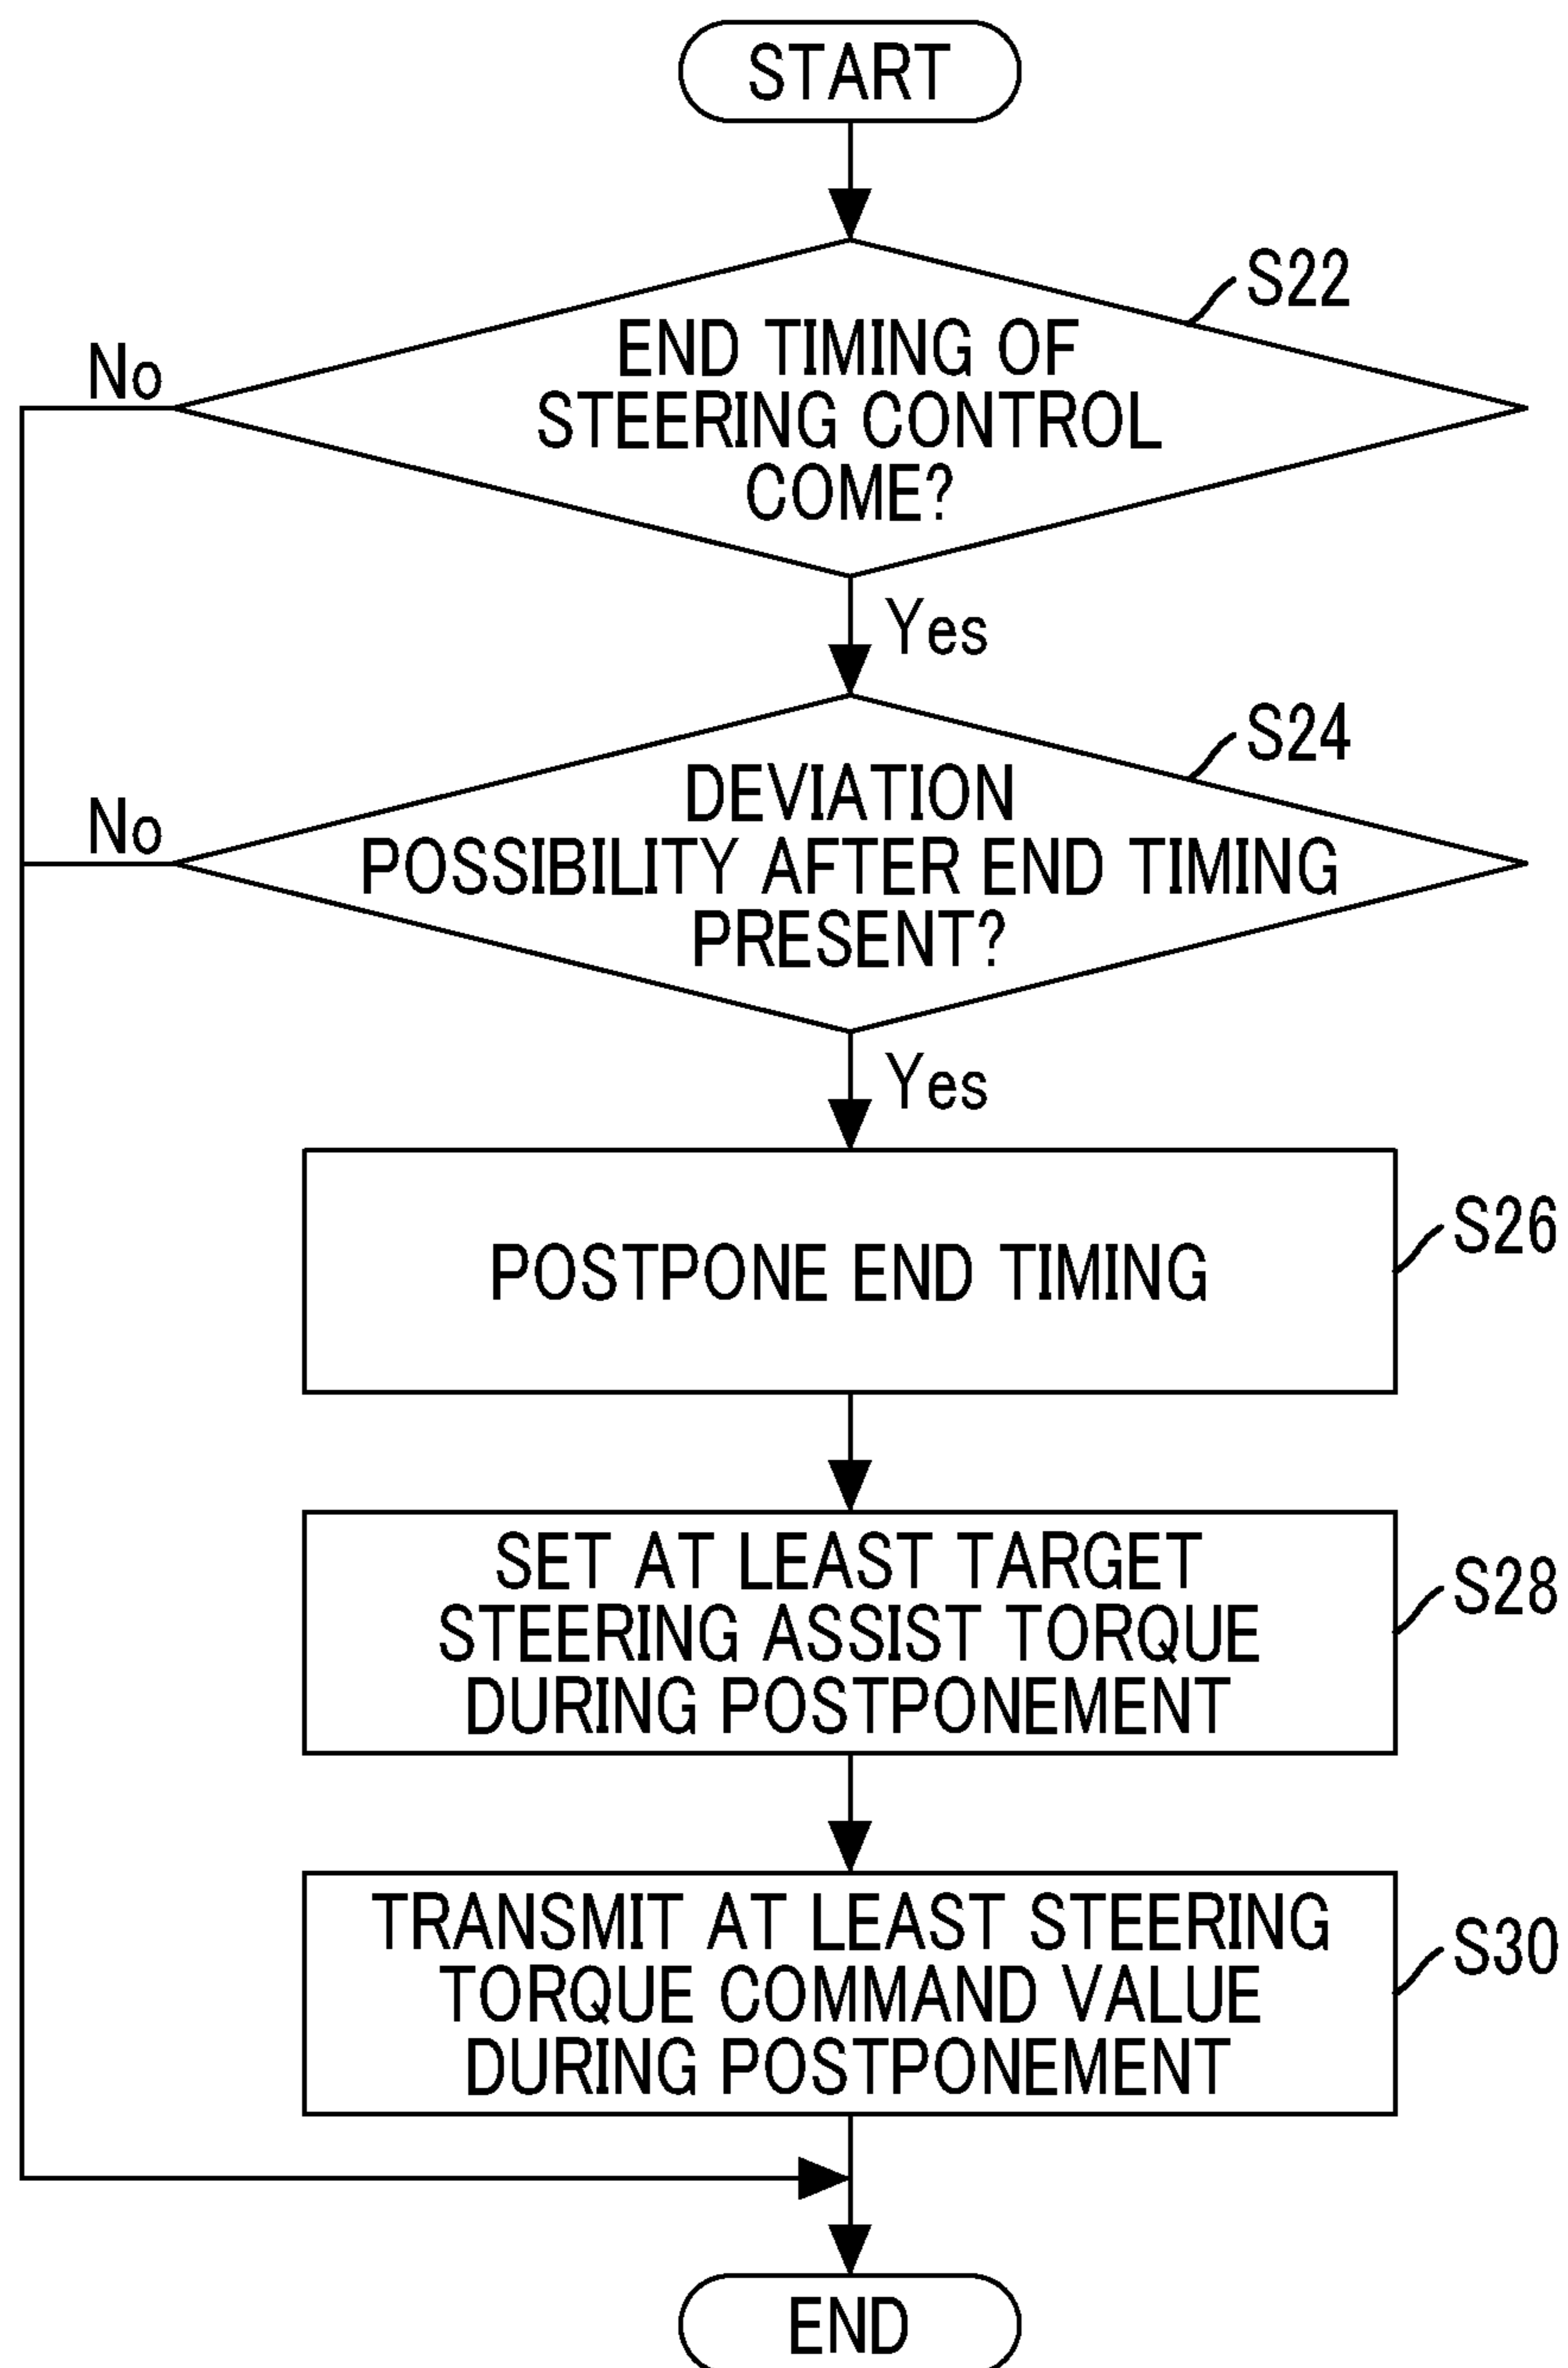 START
S22
No
END TIMING OF
STEERING CONTROL
COME?
Yes
S24
No
DEVIATION
POSSIBILITY AFTER END TIMING
PRESENT?
Yes
S26
POSTPONE END TIMING
S28
SET AT LEAST TARGET
STEERING ASSIST TORQUE
DURING POSTPONEMENT
S30
TRANSMIT AT LEAST STEERING
TORQUE COMMAND VALUE
DURING POSTPONEMENT
END